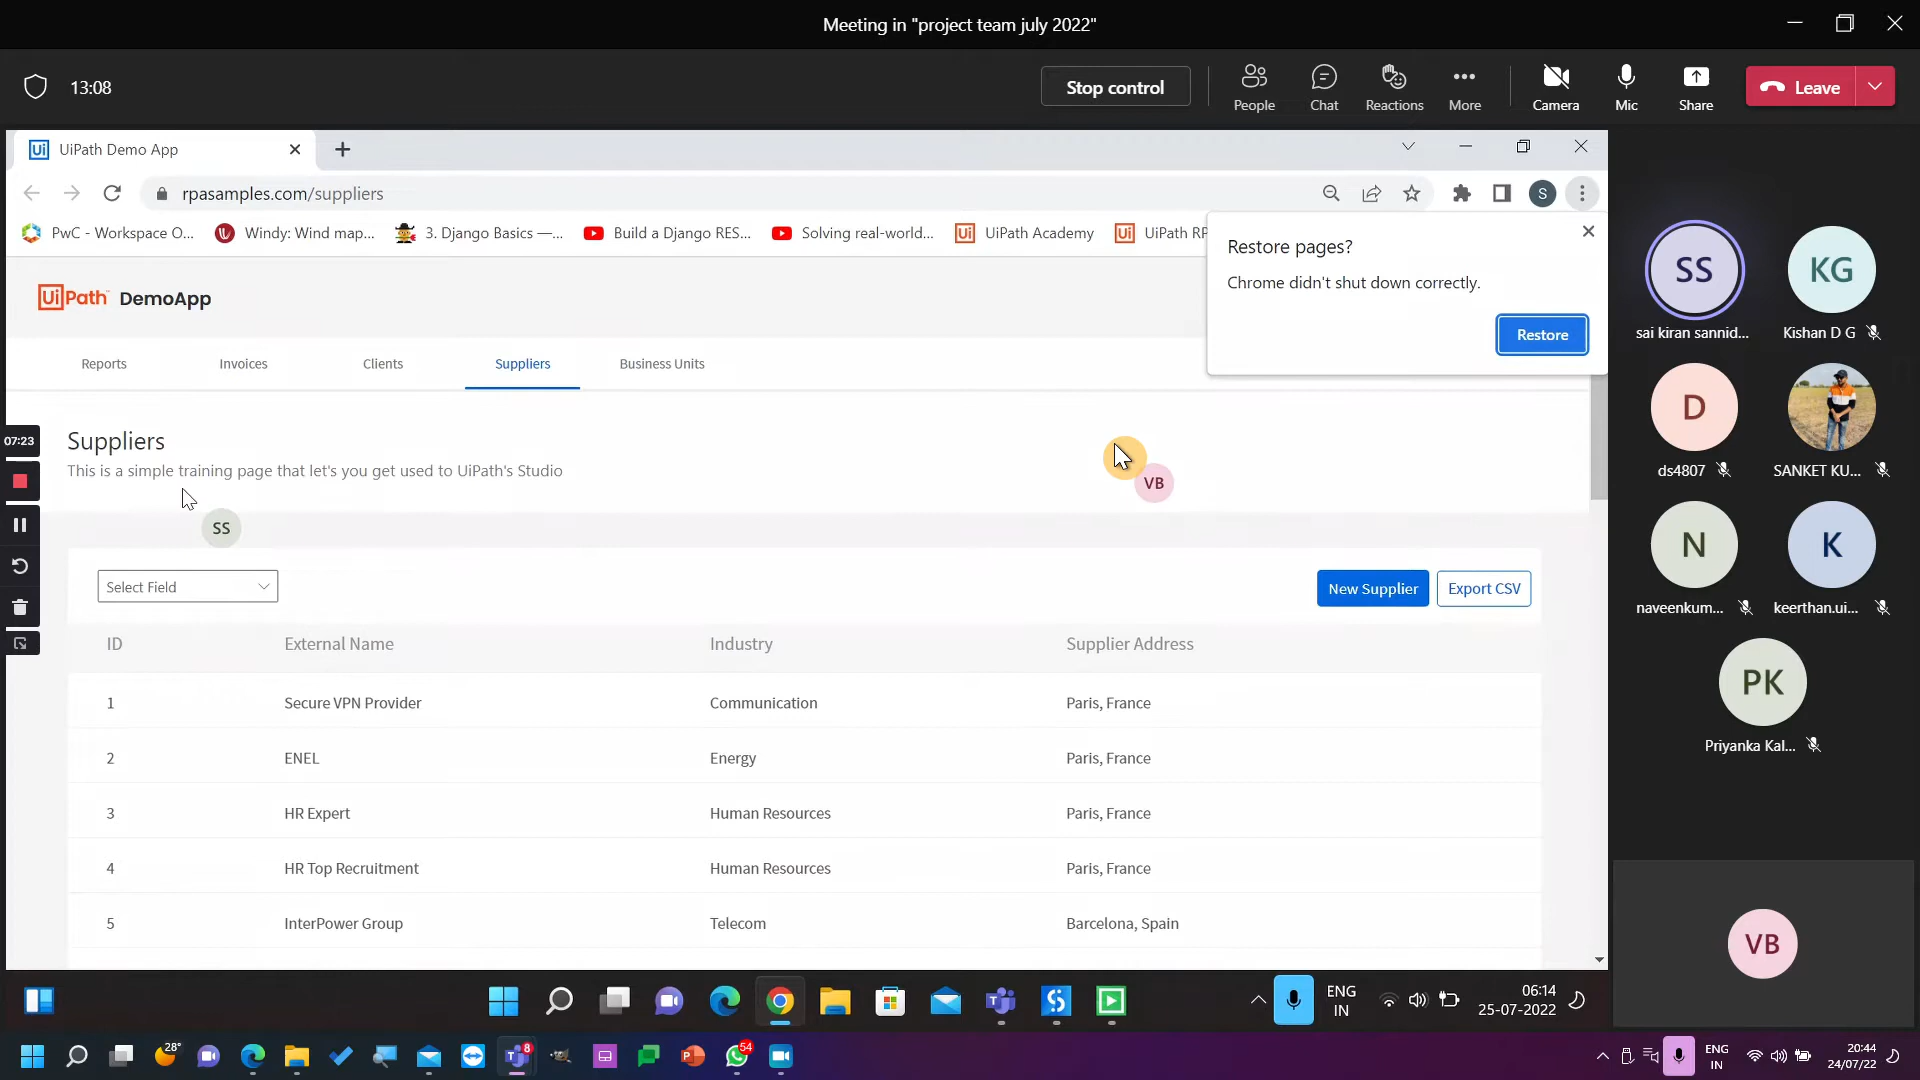 Meeting in "project team july 2022"
13:08
Stop control
People
Chat
Reactions
More
Camera
Mic
Share
Leave
Ui
UiPath Demo App
rpasamples.com/suppliers
S
PwC - Workspace O...
Windy: Wind map...
3. Django Basics —...
Build a Django RES...
Solving real-world...
Ui
UiPath Academy
Ui
UiPath RP
Restore pages?
Chrome didn't shut down correctly.
Restore
UiPath DemoApp
Reports
Invoices
Clients
Suppliers
Business Units
Suppliers
This is a simple training page that let's you get used to UiPath's Studio
VB
SS
07:23
Select Field
New Supplier
Export CSV
ID External Name Industry Supplier Address
1 Secure VPN Provider Communication Paris, France
2 ENEL Energy Paris, France
3 HR Expert Human Resources Paris, France
4 HR Top Recruitment Human Resources Paris, France
5 InterPower Group Telecom Barcelona, Spain
SS
sai kiran sannid...
KG
Kishan D G
D
ds4807
SANKET KU...
N
naveenkum...
K
keerthan.ui...
PK
Priyanka Kal...
VB
ENG
IN
06:14
25-07-2022
28°
8
54
ENG
IN
20:44
24/07/22